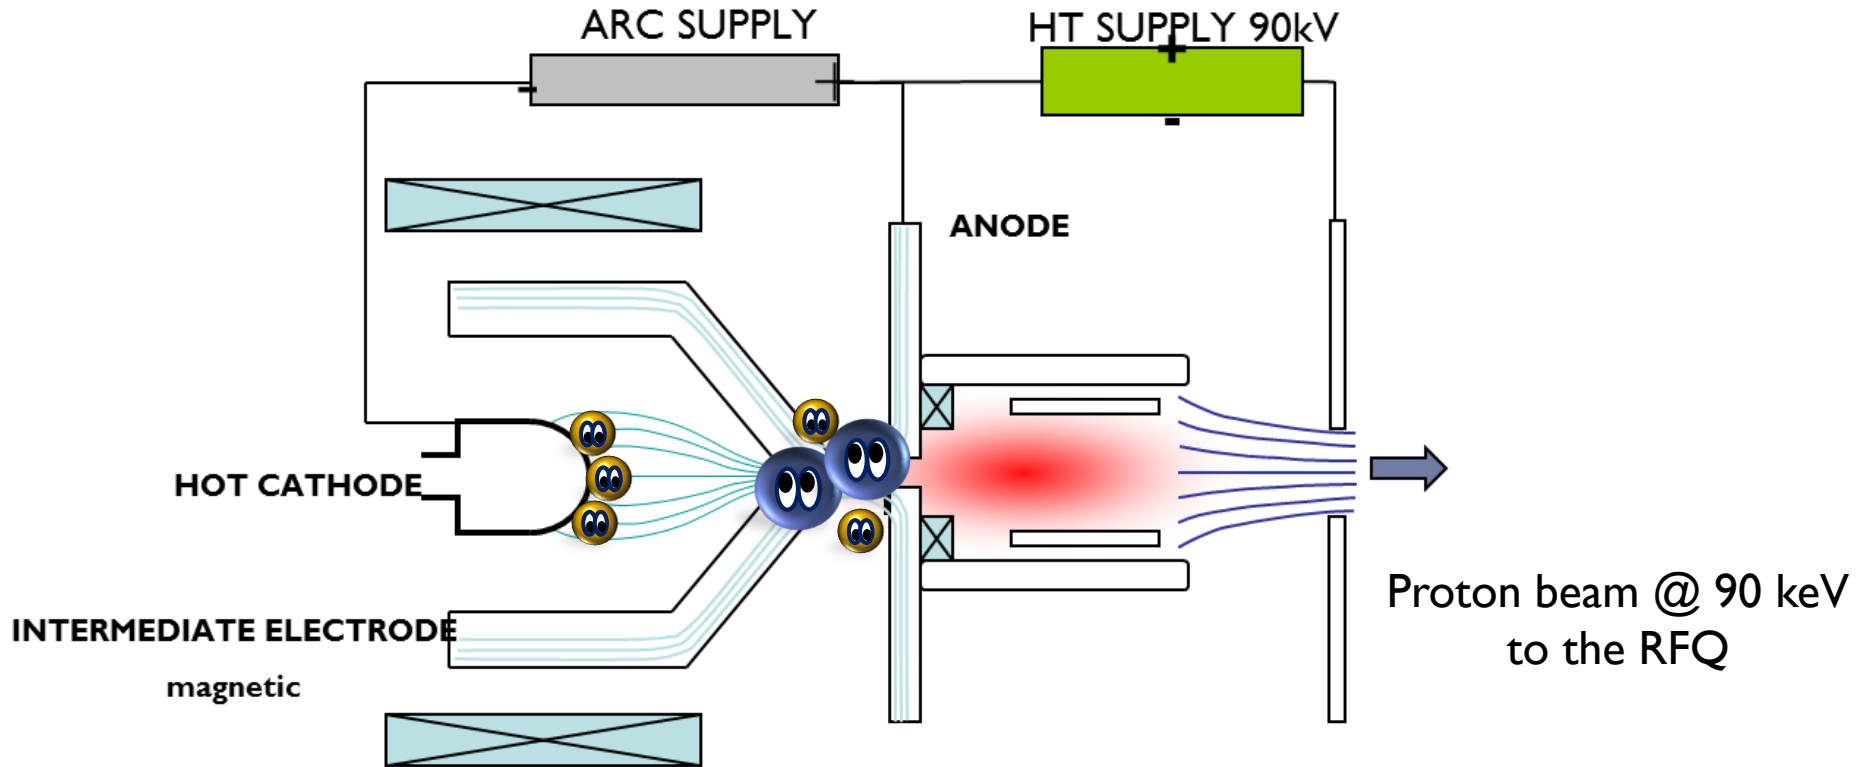 ARC SUPPLY
HT SUPPLY 90kV
+
-
+
-
ANODE
HOT CATHODE
INTERMEDIATE ELECTRODE
magnetic
Proton beam @ 90 keV
to the RFQ